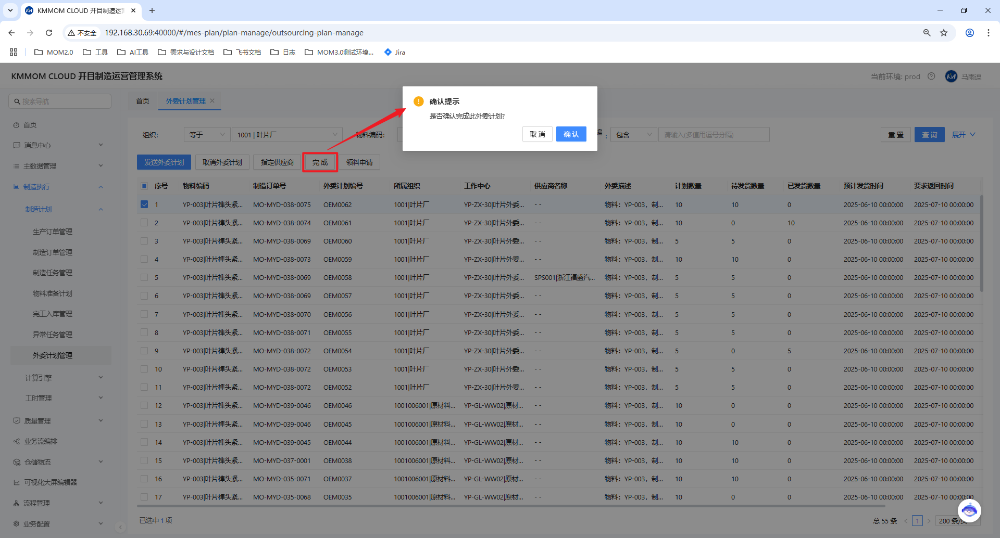 KMMOM CLOUD 开目制造运营
不安全 192.168.30.69:40000/#/mes-plan/plan-manage/outsourcing-plan-manage
MOM2.0 工具 AI工具 需求与设计文档 飞书文档 日志 MOM3.0测试环境... Jira
KMMOM CLOUD 开目制造运营管理系统 当前环境: prod 马雨逗
搜索导航
首页
消息中心
主数据管理
制造执行
制造计划
生产订单管理
制造订单管理
制造任务管理
物料准备计划
完工入库管理
异常任务管理
外委计划管理
计算引擎
工时管理
质量管理
业务流编排
仓储物流
可视化大屏编辑器
流程管理
业务配置
首页 外委计划管理
确认提示
是否确认完成此外委计划?
取 消 确 认
组织: 等于 1001 | 叶片厂 物料编码: 编 : 包含 请输入(多值用逗号分隔) 重 置 查 询 展开
发送外委计划 取消外委计划 指定供应商 完 成 领料申请
序号 物料编码 制造订单号 外委计划编号 所属组织 工作中心 供应商名称 外委描述 计划数量 待发货数量 已发货数量 预计发货时间 要求返回时间
1 YP-003|叶片榫头紧... MO-MYD-038-0075 OEM0062 1001|叶片厂 YP-ZX-30|叶片外委... - - 物料：YP-003，制... 10 10 0 2025-06-10 00:00:00 2025-07-10 00:00:00
2 YP-003|叶片榫头紧... MO-MYD-038-0074 OEM0061 1001|叶片厂 YP-ZX-30|叶片外委... - - 物料：YP-003，制... 10 0 10 2025-06-10 00:00:00 2025-07-10 00:00:00
3 YP-003|叶片榫头紧... MO-MYD-038-0069 OEM0060 1001|叶片厂 YP-ZX-30|叶片外委... - - 物料：YP-003，制... 5 5 0 2025-06-10 00:00:00 2025-07-10 00:00:00
4 YP-003|叶片榫头紧... MO-MYD-038-0073 OEM0059 1001|叶片厂 YP-ZX-30|叶片外委... - - 物料：YP-003，制... 10 10 0 2025-06-10 00:00:00 2025-07-10 00:00:00
5 YP-003|叶片榫头紧... MO-MYD-038-0069 OEM0058 1001|叶片厂 YP-ZX-30|叶片外委... SPS001|浙江福盛汽... 物料：YP-003，制... 5 5 0 2025-06-10 00:00:00 2025-07-10 00:00:00
6 YP-003|叶片榫头紧... MO-MYD-038-0069 OEM0057 1001|叶片厂 YP-ZX-30|叶片外委... - - 物料：YP-003，制... 5 5 0 2025-06-10 00:00:00 2025-07-10 00:00:00
7 YP-003|叶片榫头紧... MO-MYD-038-0070 OEM0056 1001|叶片厂 YP-ZX-30|叶片外委... - - 物料：YP-003，制... 5 5 0 2025-06-10 00:00:00 2025-07-10 00:00:00
8 YP-003|叶片榫头紧... MO-MYD-038-0071 OEM0055 1001|叶片厂 YP-ZX-30|叶片外委... - - 物料：YP-003，制... 5 5 0 2025-06-10 00:00:00 2025-07-10 00:00:00
9 YP-003|叶片榫头紧... MO-MYD-038-0072 OEM0054 1001|叶片厂 YP-ZX-30|叶片外委... - - 物料：YP-003，制... 5 0 5 2025-06-10 00:00:00 2025-07-10 00:00:00
10 YP-003|叶片榫头紧... MO-MYD-038-0072 OEM0053 1001|叶片厂 YP-ZX-30|叶片外委... - - 物料：YP-003，制... 5 5 0 2025-06-10 00:00:00 2025-07-10 00:00:00
11 YP-003|叶片榫头紧... MO-MYD-038-0072 OEM0052 1001|叶片厂 YP-ZX-30|叶片外委... - - 物料：YP-003，制... 5 5 0 2025-06-10 00:00:00 2025-07-10 00:00:00
12 YP-003|叶片榫头紧... MO-MYD-039-0046 OEM0046 1001006001|原材料... YP-GL-WW02|原材... - - 物料：YP-003，制... 10 0 0 2025-06-10 00:00:00 2025-07-10 00:00:00
13 YP-003|叶片榫头紧... MO-MYD-039-0046 OEM0045 1001006001|原材料... YP-GL-WW02|原材... - - 物料：YP-003，制... 10 0 0 2025-06-10 00:00:00 2025-07-10 00:00:00
14 YP-003|叶片榫头紧... MO-MYD-039-0045 OEM0044 1001006001|原材料... YP-GL-WW02|原材... - - 物料：YP-003，制... 10 10 0 2025-06-10 00:00:00 2025-07-10 00:00:00
15 YP-003|叶片榫头紧... MO-MYD-037-0001 OEM0038 1001006001|原材料... YP-GL-WW02|原材... - - 物料：YP-003，制... 10 10 0 2025-06-10 00:00:00 2025-07-10 00:00:00
16 YP-003|叶片榫头紧... MO-MYD-035-0071 OEM0037 1001006001|原材料... YP-GL-WW02|原材... - - 物料：YP-003，制... 10 10 0 2025-06-10 00:00:00 2025-07-10 00:00:00
17 YP-003|叶片榫头紧... MO-MYD-035-0068 OEM0035 1001006001|原材料... YP-GL-WW02|原材... - - 物料：YP-003，制... 10 0 0 2025-06-10 00:00:00 2025-07-10 00:00:00
已选中 1 项 总 55 条 1 200 条/页